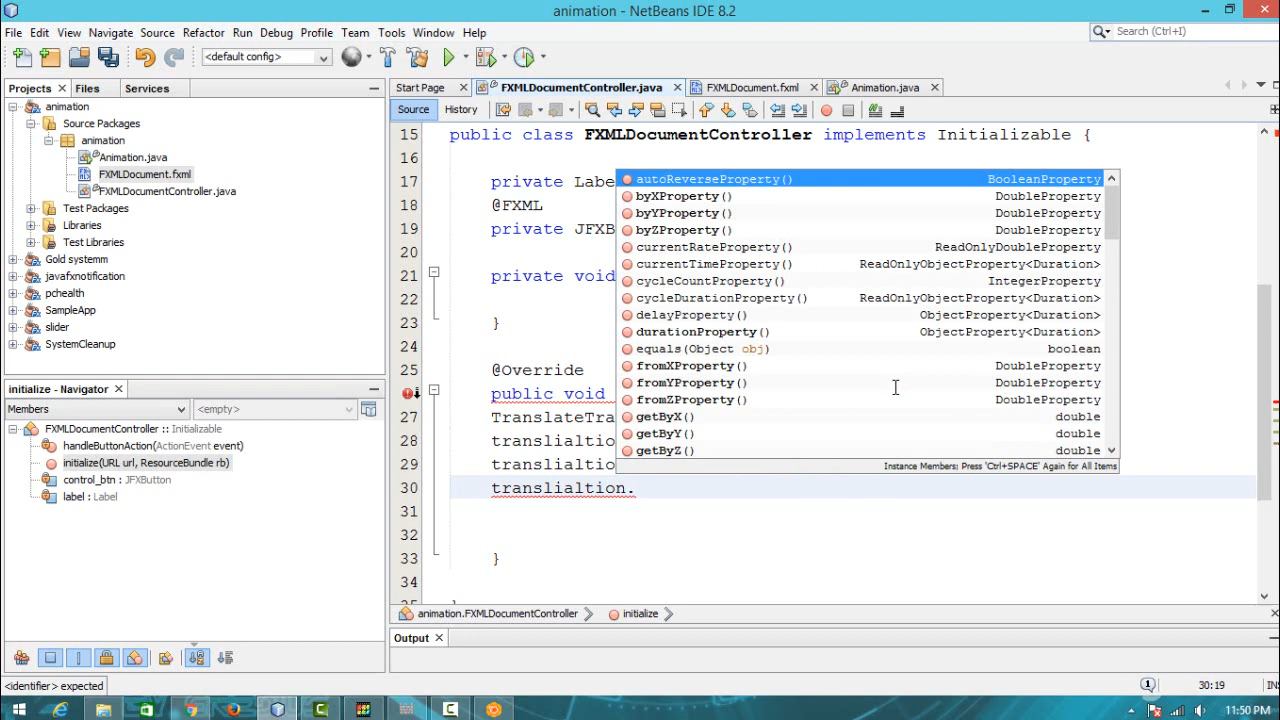 animation - NetBeans IDE 8.2
File Edit View Navigate Source Refactor Run Debug Profile Team Tools Window Help
Search (Ctrl+I)
<default config>
Projects Files Services
animation
Source Packages
animation
Animation.java
FXMLDocument.fxml
FXMLDocumentController.java
Test Packages
Libraries
Test Libraries
Gold systemm
javafxnotification
pchealth
SampleApp
slider
SystemCleanup
initialize - Navigator
Members <empty>
FXMLDocumentController :: Initializable
handleButtonAction(ActionEvent event)
initialize(URL url, ResourceBundle rb)
control_btn : JFXButton
label : Label
<identifier> expected
Start Page FXMLDocumentController.java FXMLDocument.fxml Animation.java
Source History
15 public class FXMLDocumentController implements Initializable {
16
17 private Labe
18 @FXML
19 private JFXB
20
21 private void
22
23 }
24
25 @Override
public void
27 TranslateTra
28 translialtio
29 translialtio
30 translialtion.
31
32
33 }
34
autoReverseProperty() BooleanProperty
byXProperty() DoubleProperty
byYProperty() DoubleProperty
byZProperty() DoubleProperty
currentRateProperty() ReadOnlyDoubleProperty
currentTimeProperty() ReadOnlyObjectProperty<Duration>
cycleCountProperty() IntegerProperty
cycleDurationProperty() ReadOnlyObjectProperty<Duration>
delayProperty() ObjectProperty<Duration>
durationProperty() ObjectProperty<Duration>
equals(Object obj) boolean
fromXProperty() DoubleProperty
fromYProperty() DoubleProperty
fromZProperty() DoubleProperty
getByX() double
getByY() double
getByZ() double
Instance Members; Press 'Ctrl+SPACE' Again for All Items
animation.FXMLDocumentController initialize
Output
1 30:19 INS
11:50 PM